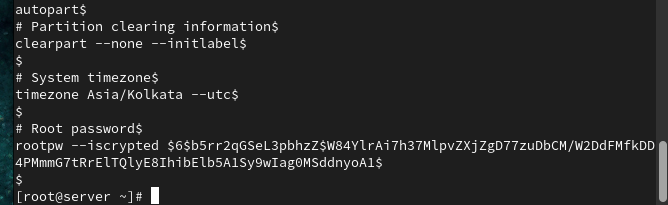 autopart$
# Partition clearing information$
clearpart --none --initlabel$
$
# System timezone$
timezone Asia/Kolkata --utc$
$
# Root password$
rootpw --iscrypted $6$b5rr2qGSeL3pbhzZ$W84YlrAi7h37MlpvZXjZgD77zuDbCM/W2DdFMfkDD
4PMmmG7tRrElTQlyE8IhibElb5A1Sy9wIag0MSddnyoA1$
$
[root@server ~]#